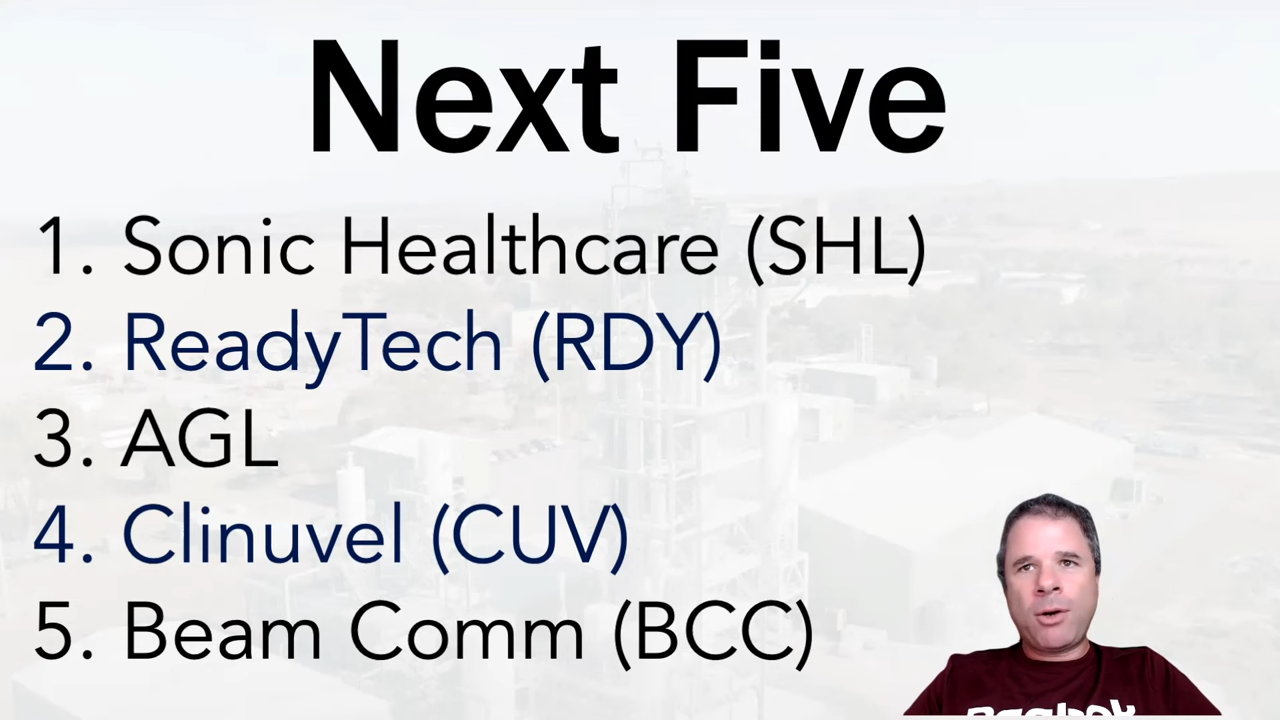 Next Five
1. Sonic Healthcare (SHL)
2. ReadyTech (RDY)
3. AGL
4. Clinuvel (CUV)
5. Beam Comm (BCC)